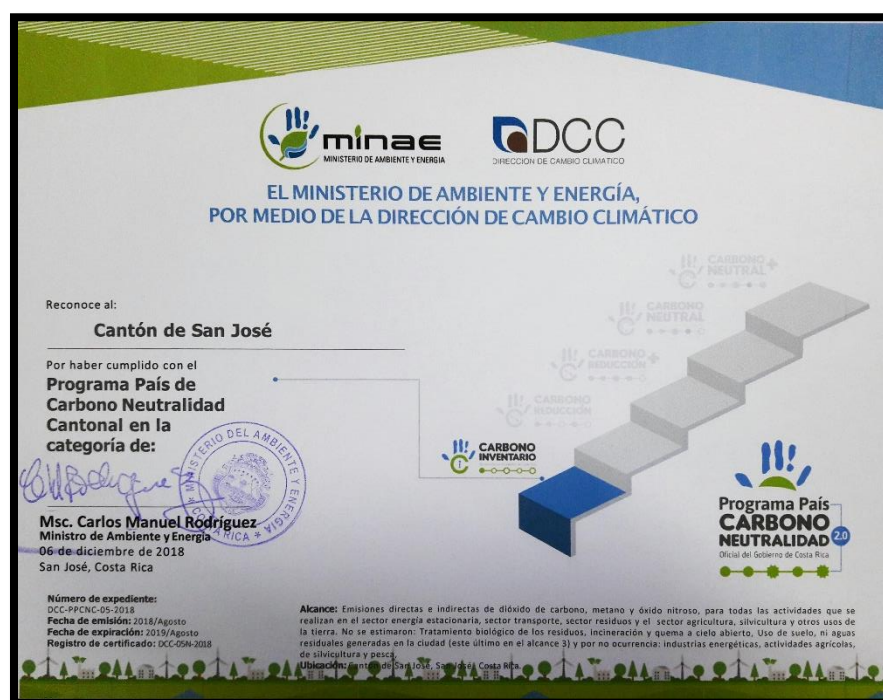 minae
MINISTERIO DE AMBIENTE Y ENERGÍA
DCC
DIRECCIÓN DE CAMBIO CLIMÁTICO
EL MINISTERIO DE AMBIENTE Y ENERGÍA,
POR MEDIO DE LA DIRECCIÓN DE CAMBIO CLIMÁTICO
CARBONO
NEUTRAL+
CARBONO
NEUTRAL
CARBONO
REDUCCIÓN+
CARBONO
REDUCCIÓN
CARBONO
INVENTARIO
Reconoce al:
Cantón de San José
Por haber cumplido con el
Programa País de
Carbono Neutralidad
Cantonal en la
categoría de:
MINISTERIO DEL AMBIENTE Y ENERGIA
COSTA RICA
Msc. Carlos Manuel Rodríguez
Ministro de Ambiente y Energía
06 de diciembre de 2018
San José, Costa Rica
Programa País
CARBONO
NEUTRALIDAD 2.0
Oficial del Gobierno de Costa Rica
Número de expediente:
DCC-PPCNC-05-2018
Fecha de emisión: 2018/Agosto
Fecha de expiración: 2019/Agosto
Registro de certificado: DCC-05N-2018
Alcance: Emisiones directas e indirectas de dióxido de carbono, metano y óxido nitroso, para todas las actividades que se
realizan en el sector energía estacionaria, sector transporte, sector residuos y el sector agricultura, silvicultura y otros usos de
la tierra. No se estimaron: Tratamiento biológico de los residuos, incineración y quema a cielo abierto, Uso de suelo, ni aguas
residuales generadas en la ciudad (este último en el alcance 3) y por no ocurrencia: industrias energéticas, actividades agrícolas,
de silvicultura y pesca.
Ubicación: Cantón de San José, San José, Costa Rica.